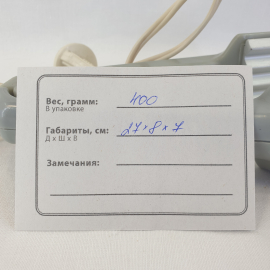 Вес, грамм: 400
В упаковке
Габариты, см: 27×8×7
Д х Ш х В
Замечания: